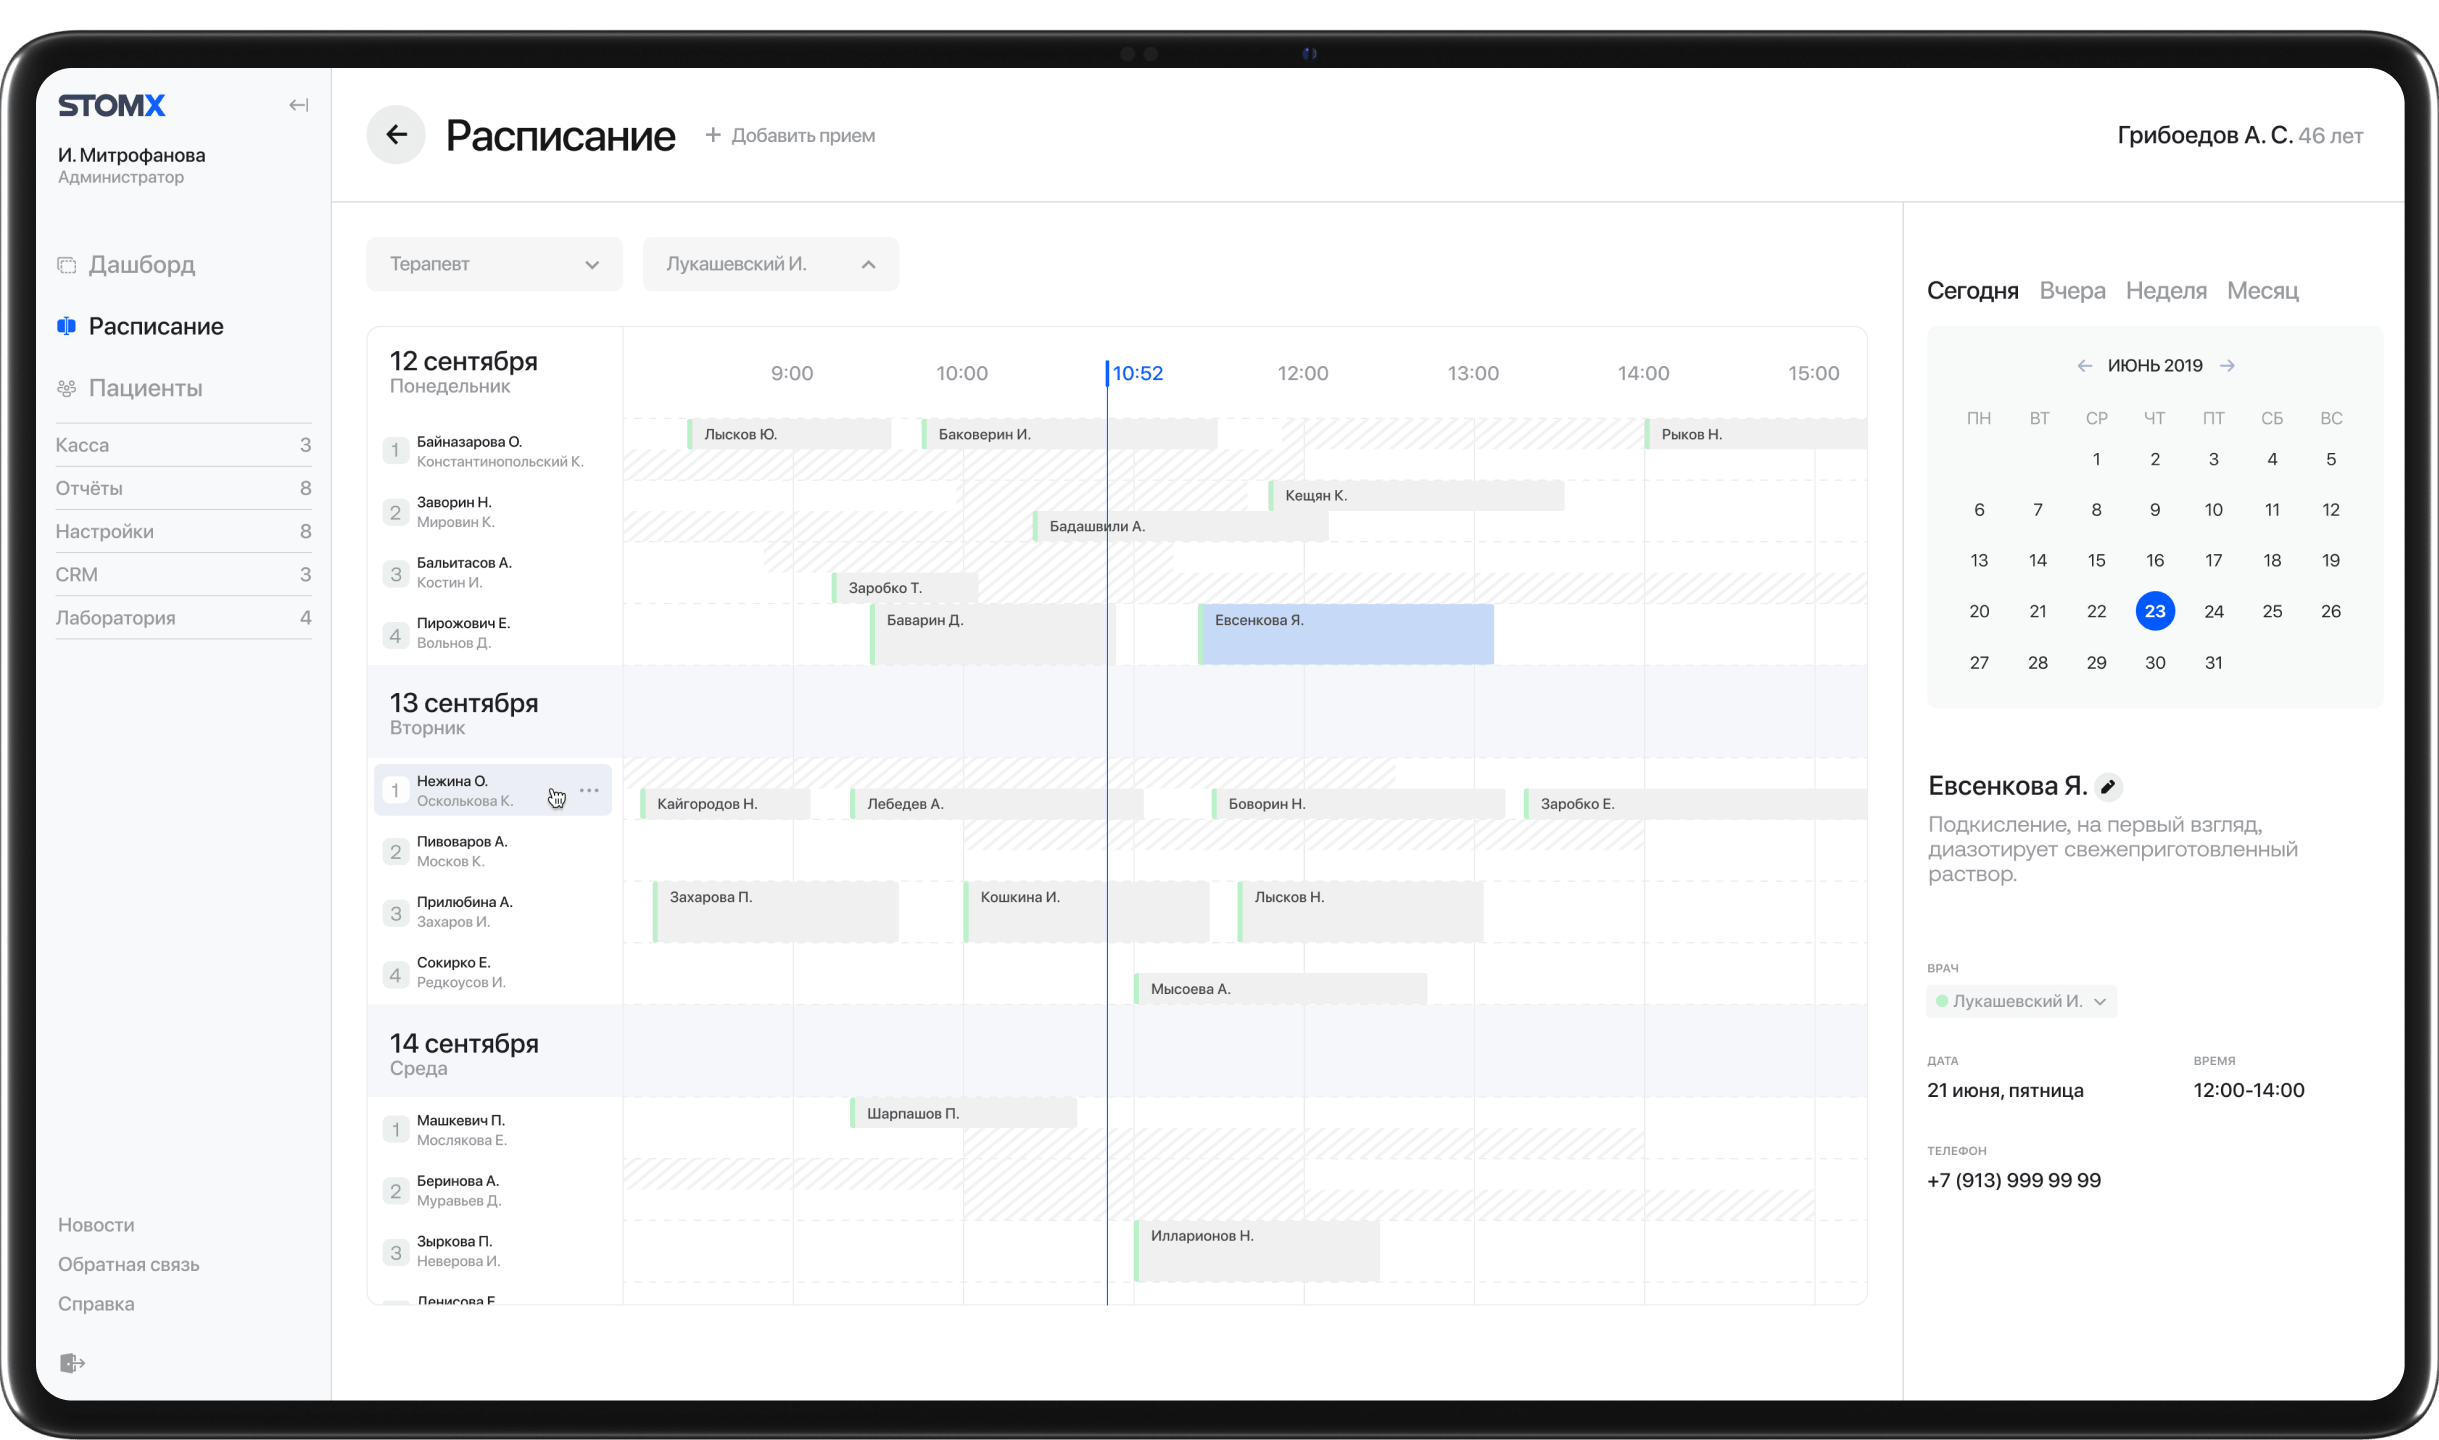 STOMX
И. Митрофанова
Администратор
Дашборд
Расписание
Пациенты
Касса 3
Отчёты 8
Настройки 8
CRM 3
Лаборатория 4
Новости
Обратная связь
Справка
Расписание
+ Добавить прием
Грибоедов А. С. 46 лет
Терапевт
Лукашевский И.
12 сентября
Понедельник
9:00 10:00 10:52 12:00 13:00 14:00 15:00
1 Байназарова О.
Константинопольский К.
Лысков Ю. Баковерин И. Рыков Н.
2 Заворин Н.
Мировин К.
Кещян К.
Бадашвили А.
3 Бальитасов А.
Костин И.
Заробко Т.
4 Пирожович Е.
Вольнов Д.
Баварин Д. Евсенкова Я.
13 сентября
Вторник
1 Нежина О.
Осколькова К.
Кайгородов Н. Лебедев А. Боворин Н. Заробко Е.
2 Пивоваров А.
Москов К.
3 Прилюбина А.
Захаров И.
Захарова П. Кошкина И. Лысков Н.
4 Сокирко Е.
Редкоусов И.
Мысоева А.
14 сентября
Среда
1 Машкевич П.
Мослякова Е.
Шарпашов П.
2 Беринова А.
Муравьев Д.
3 Зыркова П.
Неверова И.
Илларионов Н.
Денисова Е
Сегодня Вчера Неделя Месяц
ИЮНЬ 2019
ПН ВТ СР ЧТ ПТ СБ ВС
1 2 3 4 5
6 7 8 9 10 11 12
13 14 15 16 17 18 19
20 21 22 23 24 25 26
27 28 29 30 31
Евсенкова Я.
Подкисление, на первый взгляд,
диазотирует свежеприготовленный
раствор.
ВРАЧ
Лукашевский И.
ДАТА ВРЕМЯ
21 июня, пятница 12:00-14:00
ТЕЛЕФОН
+7 (913) 999 99 99